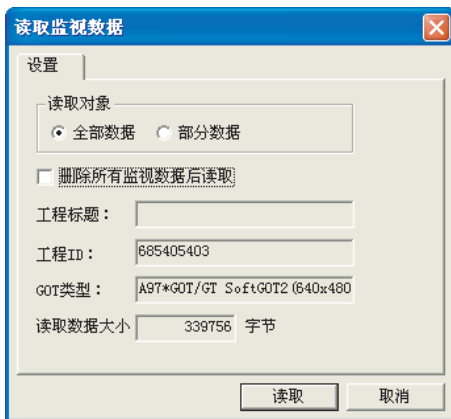 读取监视数据
设置
读取对象
全部数据 部分数据
删除所有监视数据后读取
工程标题：
工程ID： 685405403
GOT类型： A97*GOT/GT SoftGOT2(640x480
读取数据大小 339756 字节
读取 取消